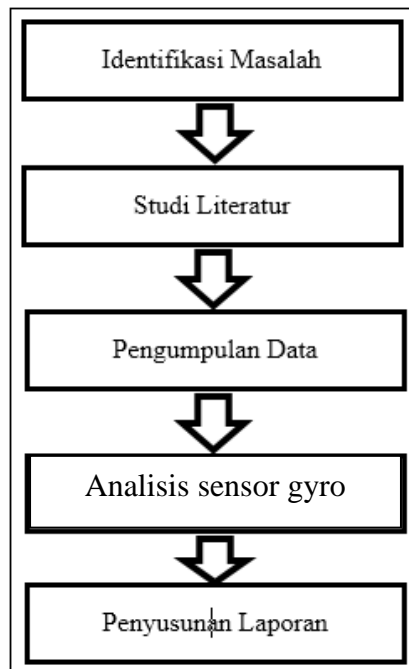 Identifikasi Masalah
Studi Literatur
Pengumpulan Data
Analisis sensor gyro
Penyusunan Laporan